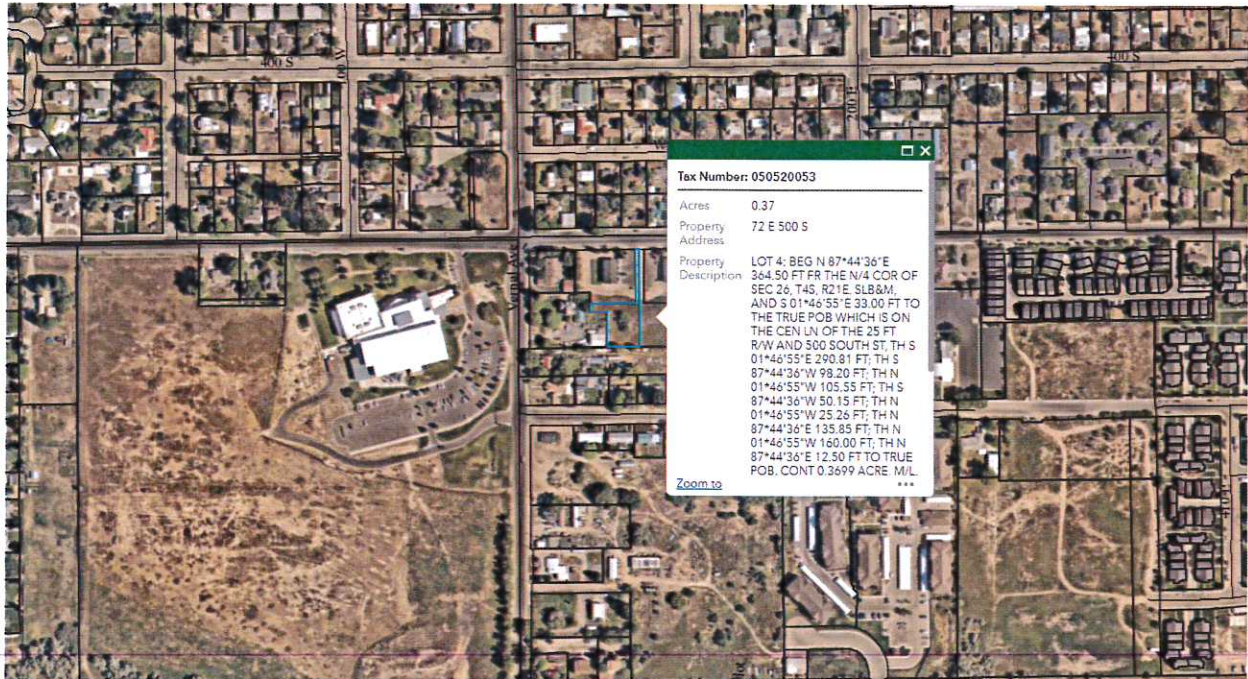 400 S
400 S
200 E
Vernal Ave
Tax Number: 050520053
Acres 0.37
Property Address 72 E 500 S
Property Description LOT 4; BEG N 87*44'36"E
364.50 FT FR THE N/4 COR OF
SEC 26, T4S, R21E, SLB&M,
AND S 01*46'55"E 33.00 FT TO
THE TRUE POB WHICH IS ON
THE CEN LN OF THE 25 FT
R/W AND 500 SOUTH ST, TH S
01*46'55"E 290.81 FT; TH S
87*44'36"W 98.20 FT; TH N
01*46'55"W 105.55 FT; TH S
87*44'36"W 50.15 FT; TH N
01*46'55"W 25.26 FT; TH N
87*44'36"E 135.85 FT; TH N
01*46'55"W 160.00 FT; TH N
87*44'36"E 12.50 FT TO TRUE
POB. CONT 0.3699 ACRE. M/L.
Zoom to